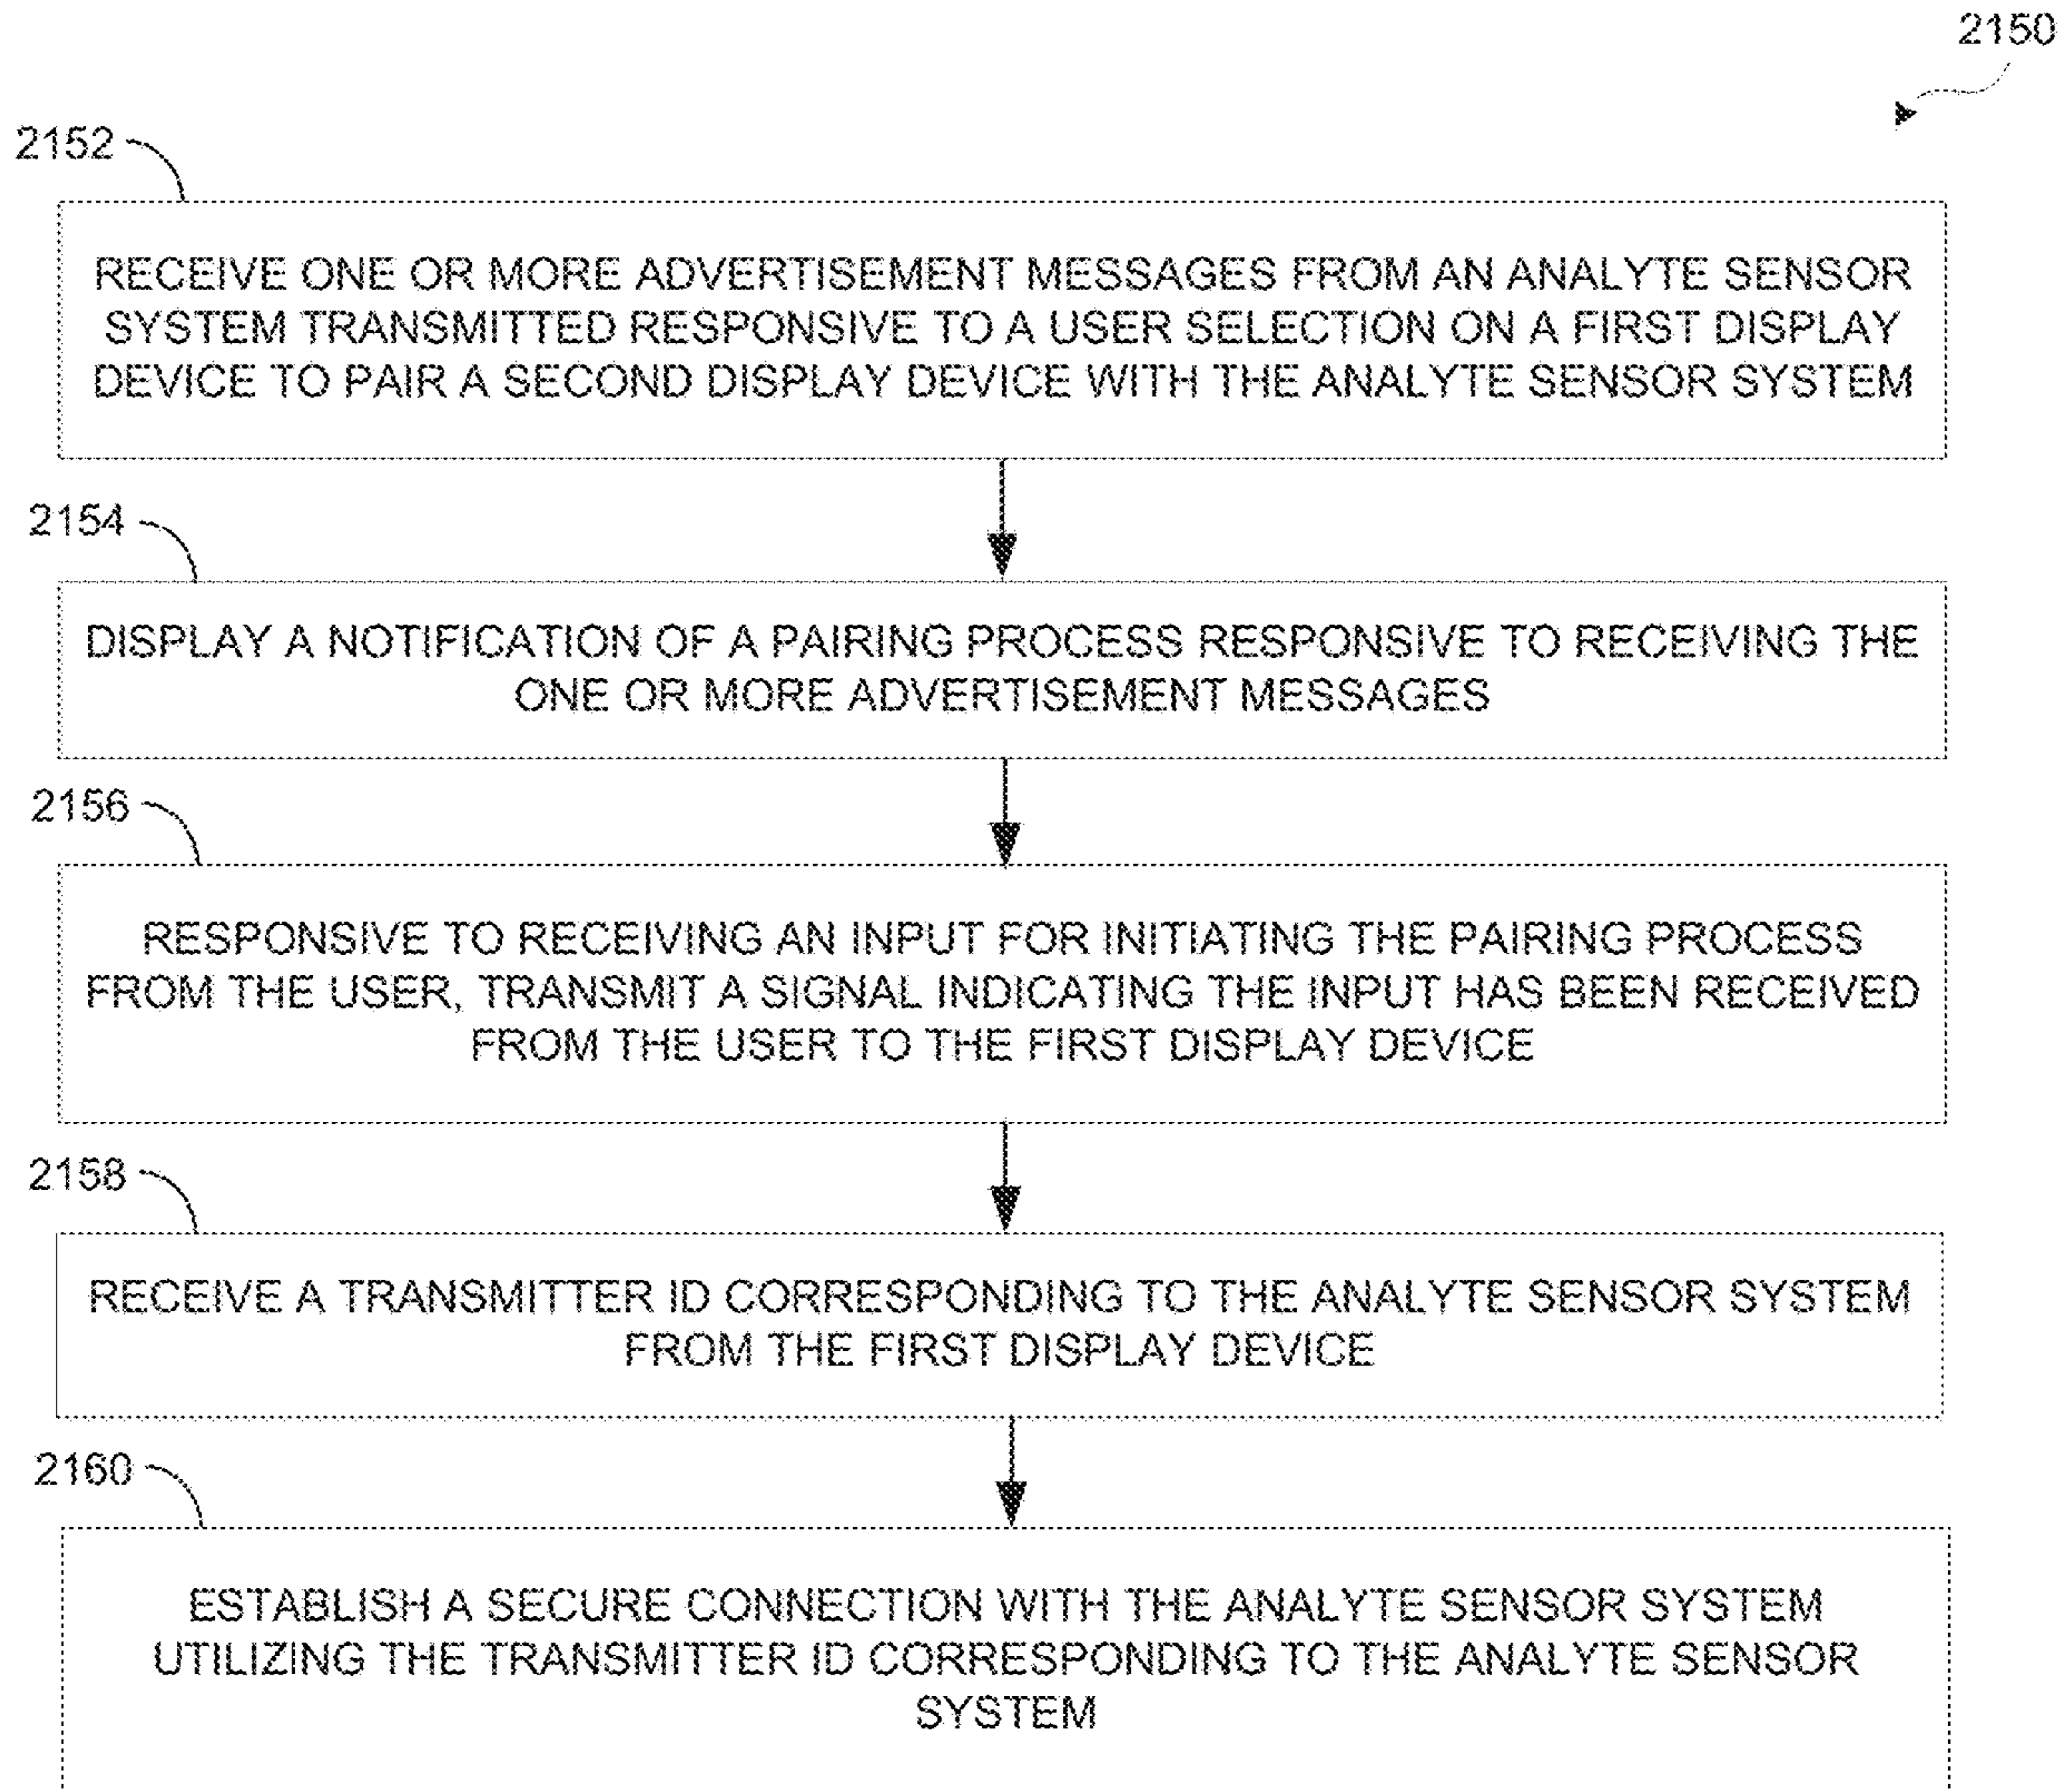 2150
2152
RECEIVE ONE OR MORE ADVERTISEMENT MESSAGES FROM AN ANALYTE SENSOR
SYSTEM TRANSMITTED RESPONSIVE TO A USER SELECTION ON A FIRST DISPLAY
DEVICE TO PAIR A SECOND DISPLAY DEVICE WITH THE ANALYTE SENSOR SYSTEM
2154
DISPLAY A NOTIFICATION OF A PAIRING PROCESS RESPONSIVE TO RECEIVING THE
ONE OR MORE ADVERTISEMENT MESSAGES
2156
RESPONSIVE TO RECEIVING AN INPUT FOR INITIATING THE PAIRING PROCESS
FROM THE USER, TRANSMIT A SIGNAL INDICATING THE INPUT HAS BEEN RECEIVED
FROM THE USER TO THE FIRST DISPLAY DEVICE
2158
RECEIVE A TRANSMITTER ID CORRESPONDING TO THE ANALYTE SENSOR SYSTEM
FROM THE FIRST DISPLAY DEVICE
2160
ESTABLISH A SECURE CONNECTION WITH THE ANALYTE SENSOR SYSTEM
UTILIZING THE TRANSMITTER ID CORRESPONDING TO THE ANALYTE SENSOR
SYSTEM